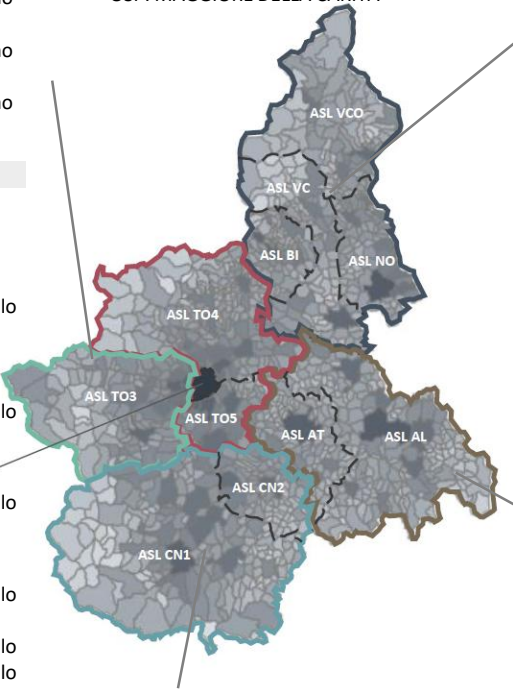 ASL VCO
ASL VC
ASL BI
ASL NO
ASL TO4
ASL TO3
ASL TO5
ASL AT
ASL AL
ASL CN2
ASL CN1